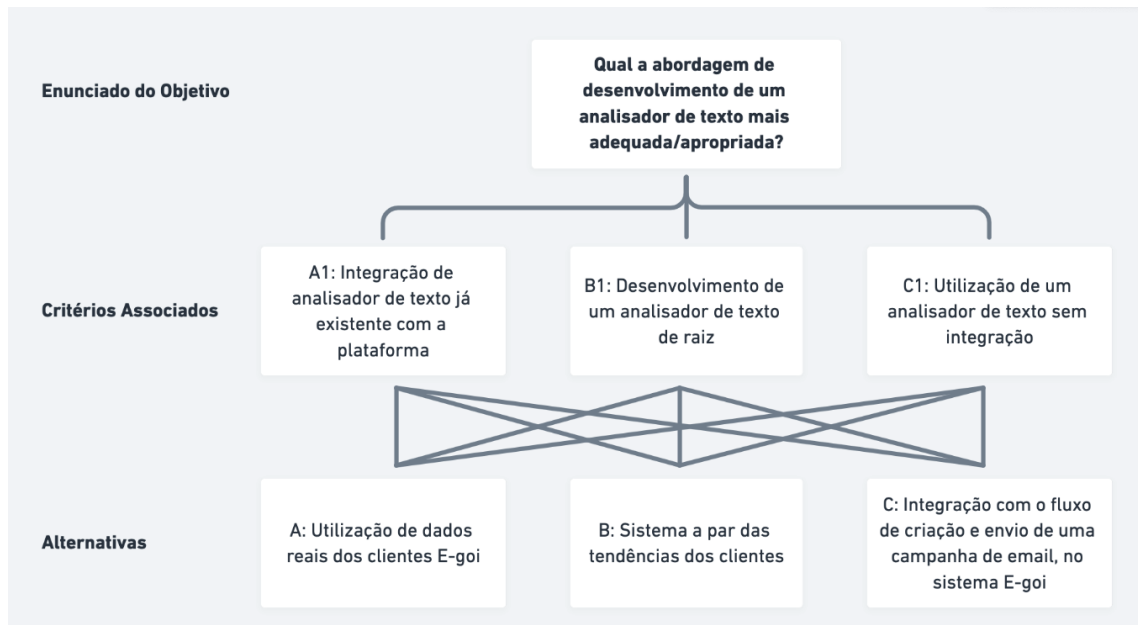 Enunciado do Objetivo
Qual a abordagem de
desenvolvimento de um
analisador de texto mais
adequada/apropriada?
Critérios Associados
A1: Integração de
analisador de texto já
existente com a
plataforma
B1: Desenvolvimento de
um analisador de texto
de raiz
C1: Utilização de um
analisador de texto sem
integração
Alternativas
A: Utilização de dados
reais dos clientes E-goi
B: Sistema a par das
tendências dos clientes
C: Integração com o fluxo
de criação e envio de uma
campanha de email, no
sistema E-goi